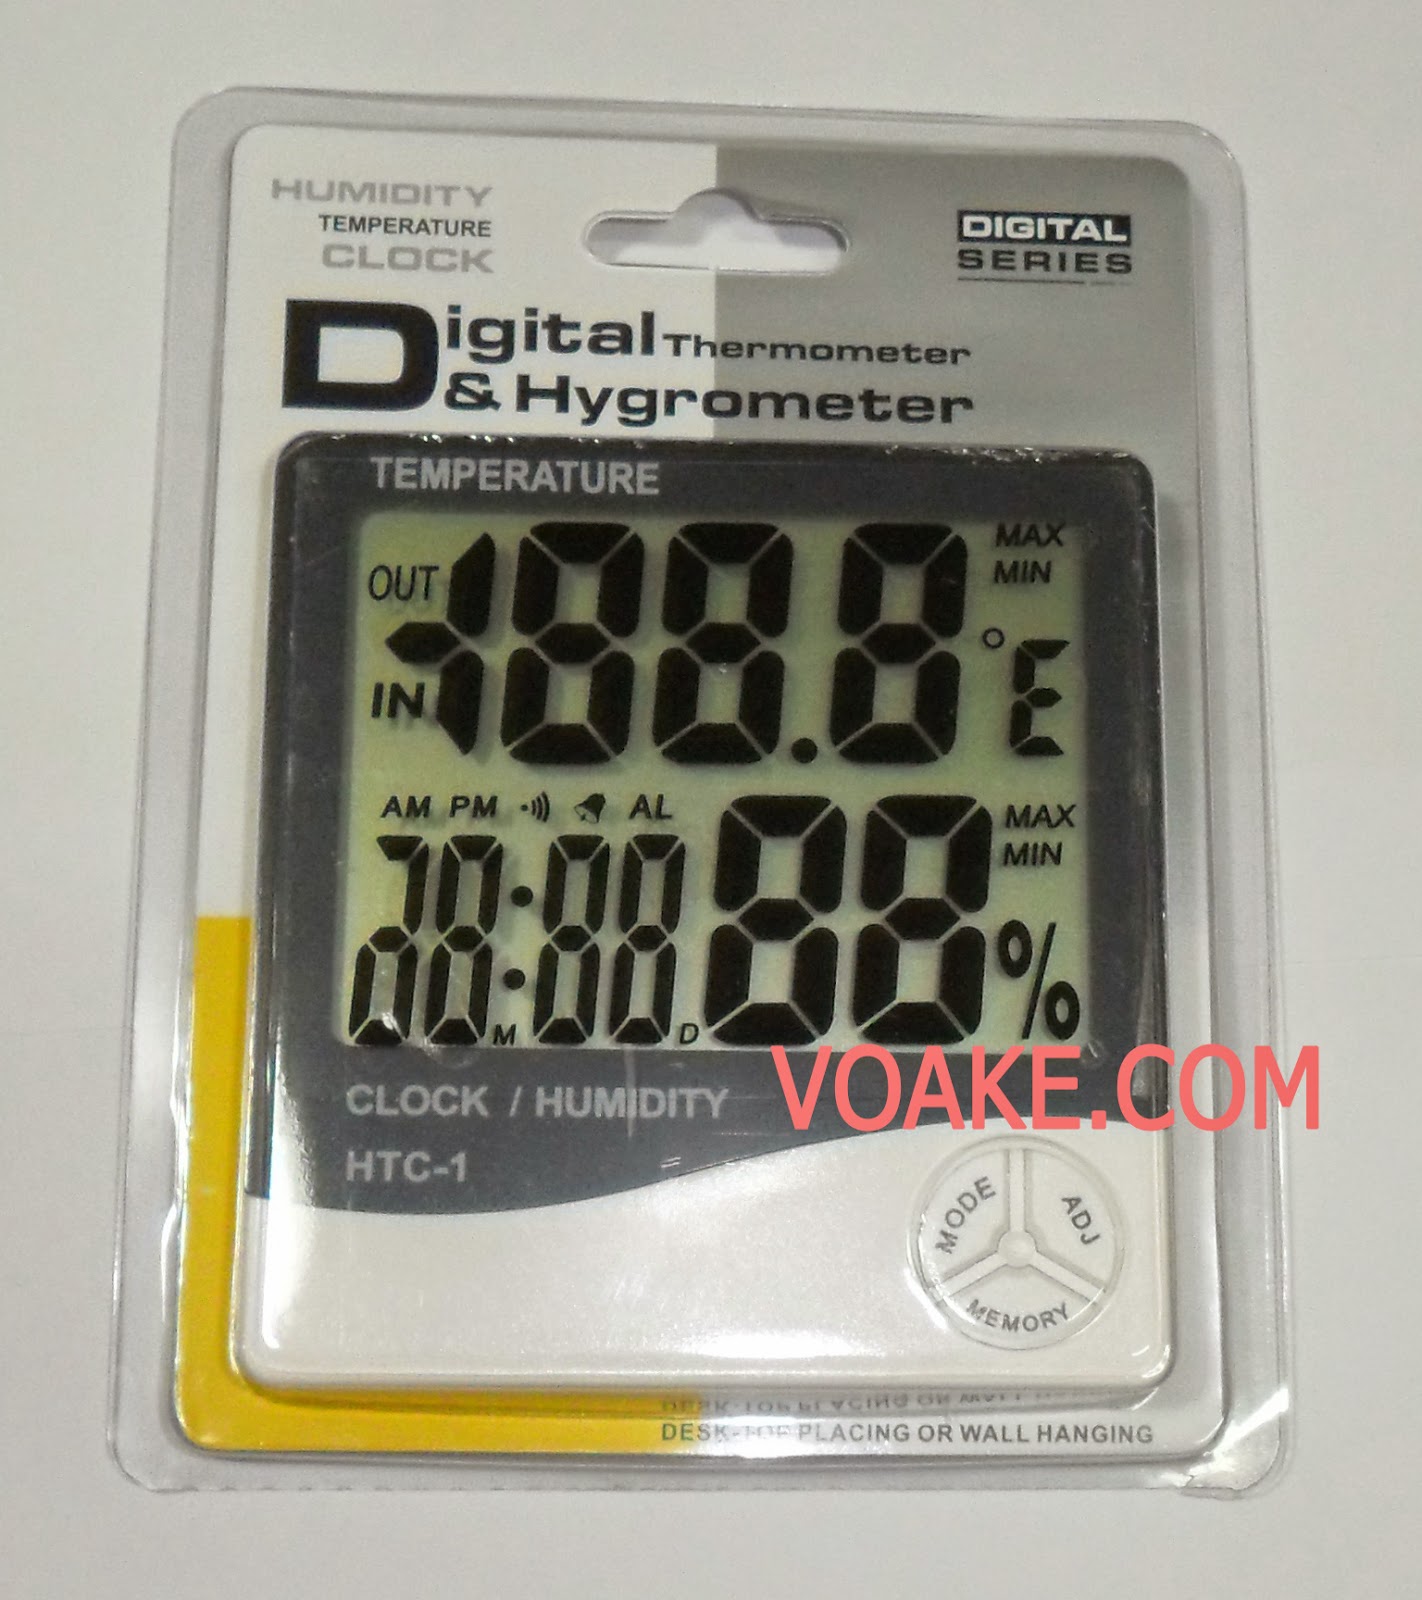 HUMIDITY
TEMPERATURE
CLOCK
DIGITAL
SERIES
Digital Thermometer
& Hygrometer
TEMPERATURE
OUT
IN
188.8
MAX
MIN
°E
AM PM AL
MAX
MIN
88
%
M
D
VOAKE.COM
CLOCK / HUMIDITY
HTC-1
MODE
ADJ
MEMORY
DESK-TOP PLACING OR WALL HANGING